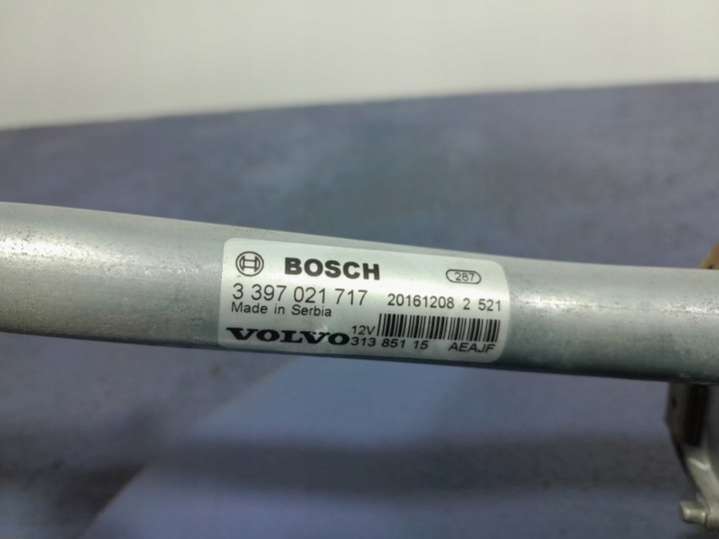 BOSCH 287
3 397 021 717 20161208 2 521
Made in Serbia
VOLVO 12V
313 851 15 AEAJF